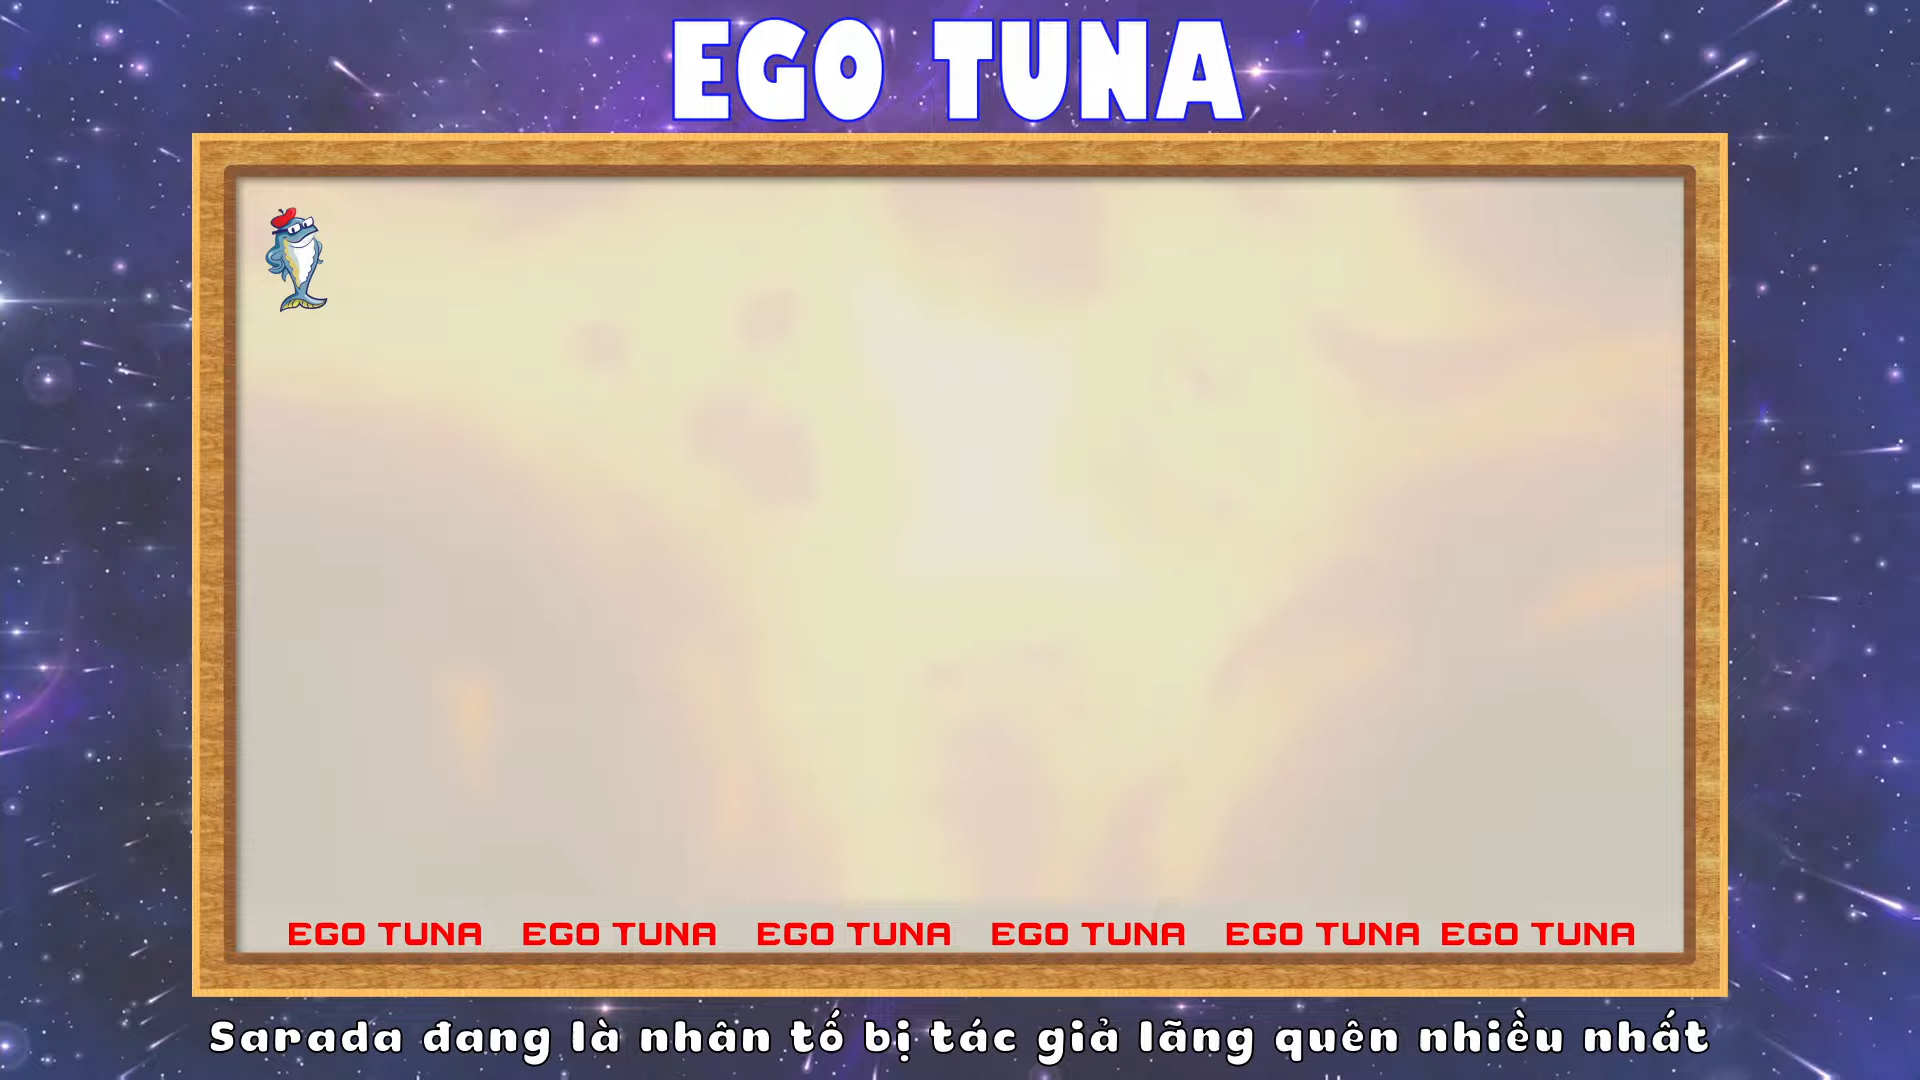 EGO TUNA
EGO TUNA EGO TUNA EGO TUNA EGO TUNA EGO TUNA EGO TUNA
Sarada đang là nhân tố bị tác giả lãng quên nhiều nhất